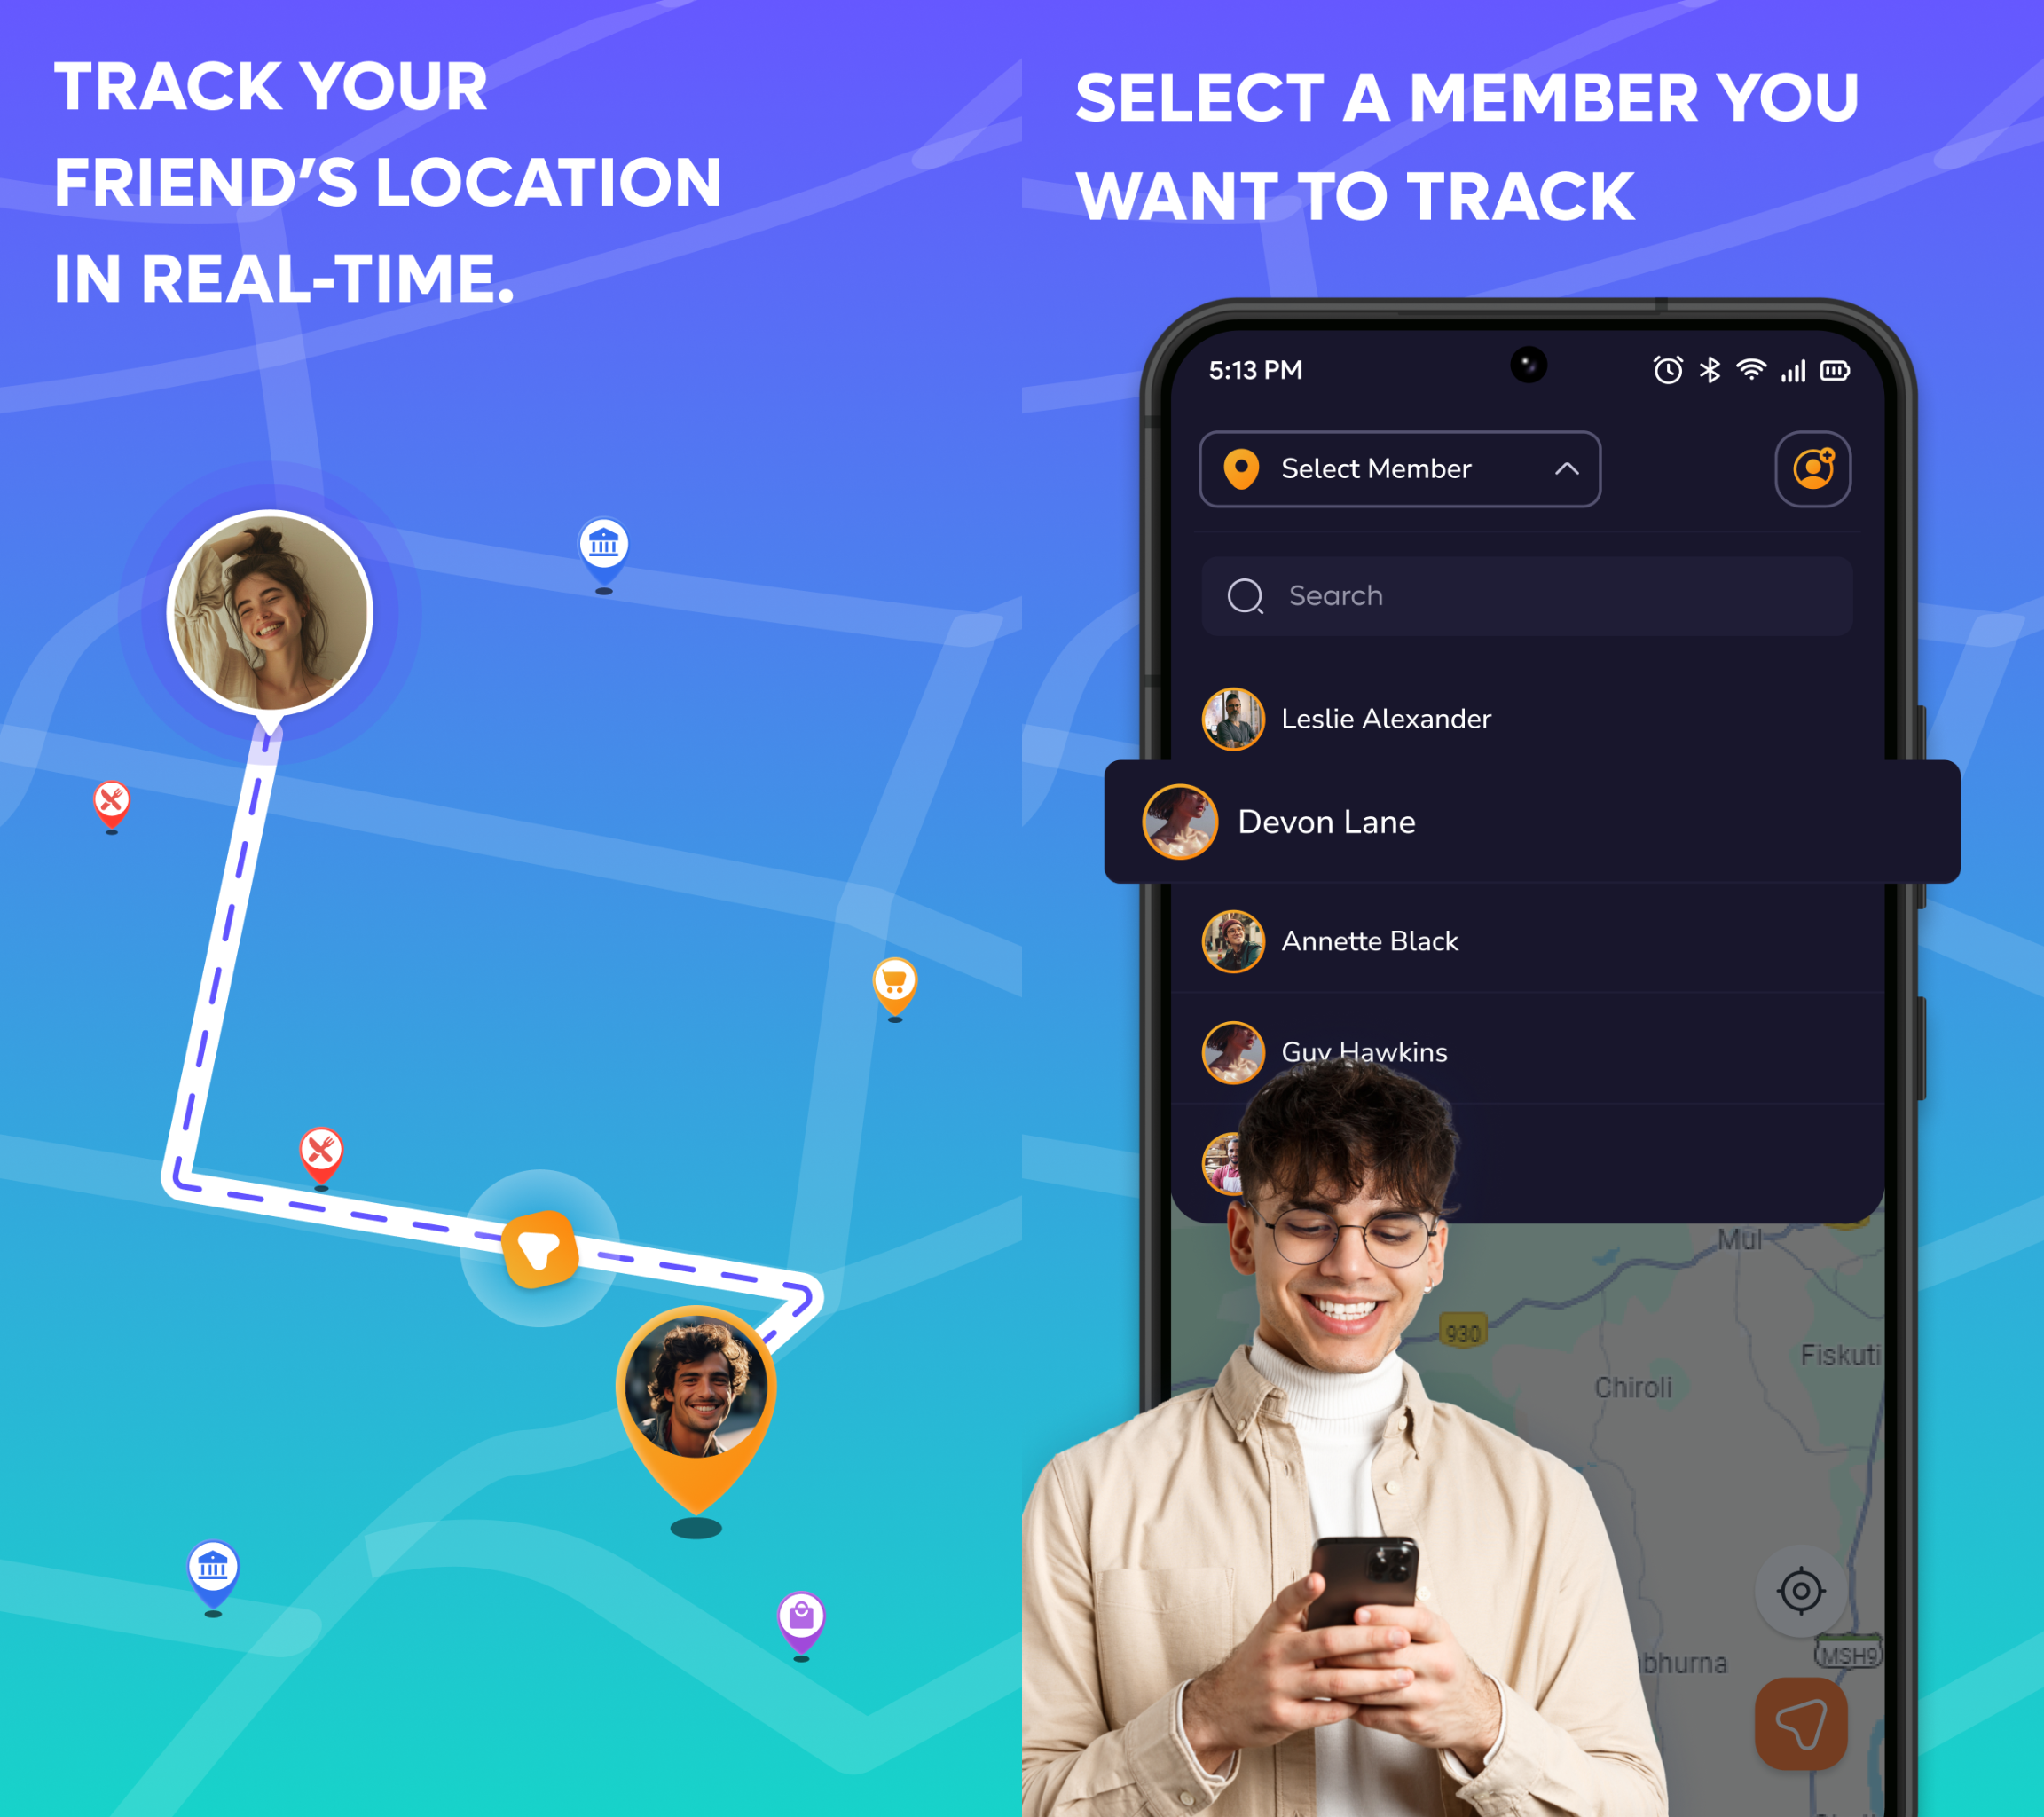 TRACK YOUR
FRIEND’S LOCATION
IN REAL-TIME.
SELECT A MEMBER YOU
WANT TO TRACK
5:13 PM
Select Member
Search
Leslie Alexander
Devon Lane
Annette Black
Guy Hawkins
Mul
930
Fiskuti
Chiroli
bhurna
MSH9